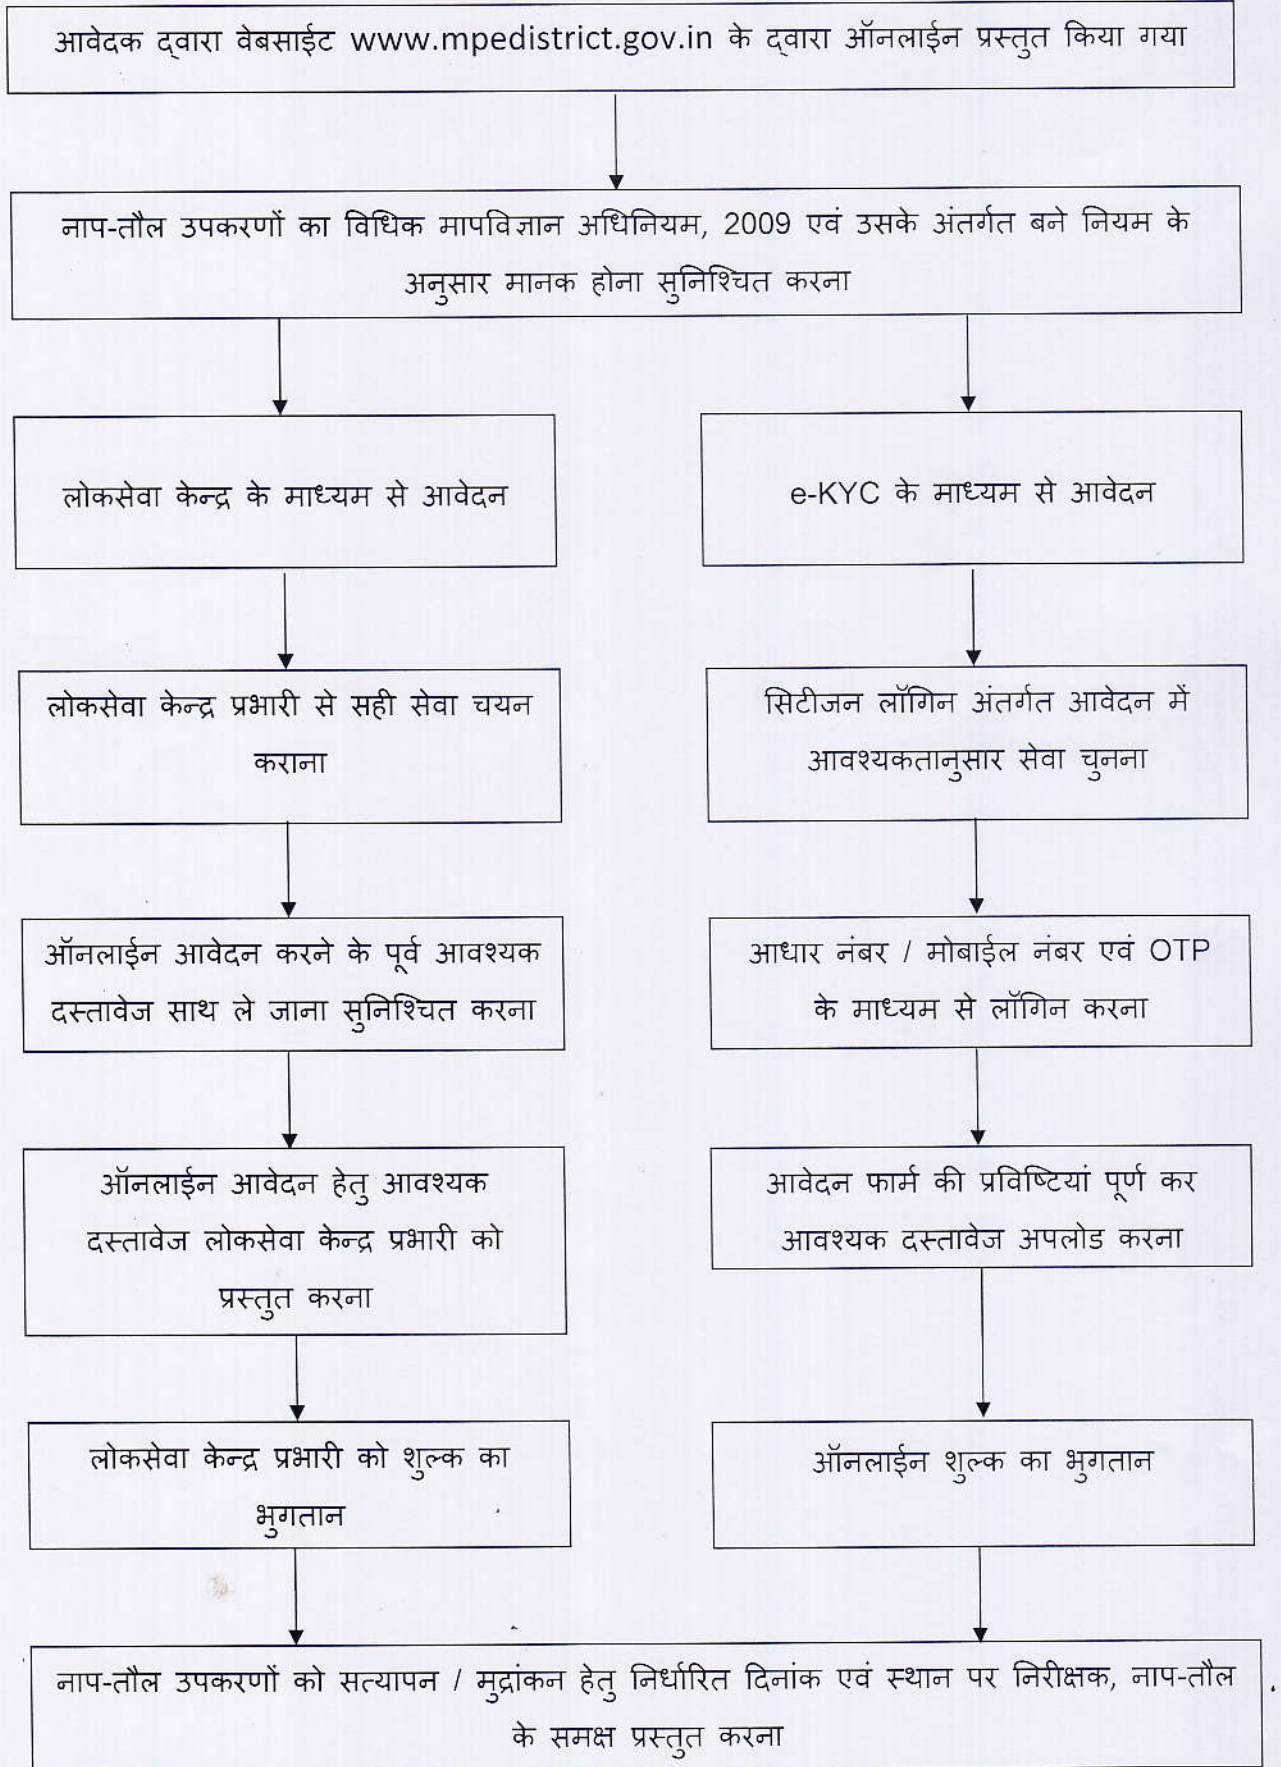 आवेदक द्वारा वेबसाईट www.mpedistrict.gov.in के द्वारा ऑनलाईन प्रस्तुत किया गया
नाप-तौल उपकरणों का विधिक मापविज्ञान अधिनियम, 2009 एवं उसके अंतर्गत बने नियम के
अनुसार मानक होना सुनिश्चित करना
लोकसेवा केन्द्र के माध्यम से आवेदन
लोकसेवा केन्द्र प्रभारी से सही सेवा चयन
कराना
ऑनलाईन आवेदन करने के पूर्व आवश्यक
दस्तावेज साथ ले जाना सुनिश्चित करना
ऑनलाईन आवेदन हेतु आवश्यक
दस्तावेज लोकसेवा केन्द्र प्रभारी को
प्रस्तुत करना
लोकसेवा केन्द्र प्रभारी को शुल्क का
भुगतान
e-KYC के माध्यम से आवेदन
सिटीजन लॉगिन अंतर्गत आवेदन में
आवश्यकतानुसार सेवा चुनना
आधार नंबर / मोबाईल नंबर एवं OTP
के माध्यम से लॉगिन करना
आवेदन फार्म की प्रविष्टियां पूर्ण कर
आवश्यक दस्तावेज अपलोड करना
ऑनलाईन शुल्क का भुगतान
नाप-तौल उपकरणों को सत्यापन / मुद्रांकन हेतु निर्धारित दिनांक एवं स्थान पर निरीक्षक, नाप-तौल
के समक्ष प्रस्तुत करना